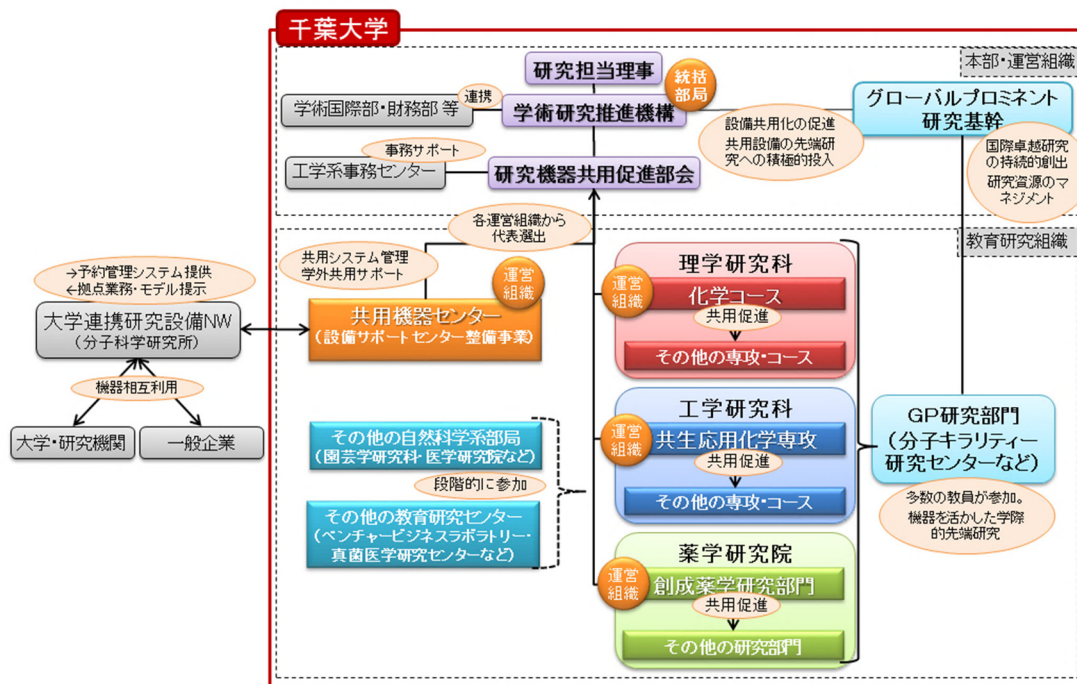 千葉大学
本部・運営組織
研究担当理事
統括
部局
連携
学術国際部・財務部 等
学術研究推進機構
グローバルプロミネント
研究基幹
設備共用化の促進
共用設備の先端研
究への積極的投入
国際卓越研究
の持続的創出
研究資源のマ
ネジメント
事務サポート
工学系事務センター
研究機器共用促進部会
各運営組織から
代表選出
教育研究組織
共用システム管理
学外共用サポート
運営
組織
共用機器センター
(設備サポートセンター整備事業)
→予約管理システム提供
←拠点業務・モデル提示
大学連携研究設備NW
(分子科学研究所)
機器相互利用
大学・研究機関
一般企業
理学研究科
運営
組織
化学コース
共用促進
その他の専攻・コース
工学研究科
運営
組織
共生応用化学専攻
共用促進
その他の専攻・コース
薬学研究院
運営
組織
創成薬学研究部門
共用促進
その他の研究部門
その他の自然科学系部局
(園芸学研究科・医学研究院など)
段階的に参加
その他の教育研究センター
(ベンチャービジネスラボラトリー・
真菌医学研究センターなど)
GP研究部門
(分子キラリティー
研究センターなど)
多数の教員が参加。
機器を活かした学際
的先端研究